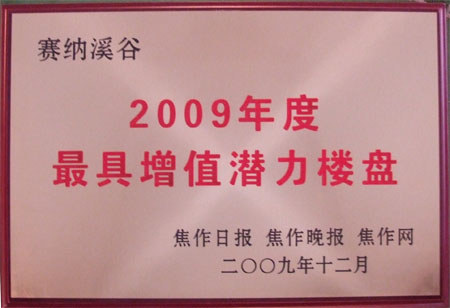 赛纳溪谷
2009年度
最具增值潜力楼盘
焦作日报 焦作晚报 焦作网
二〇〇九年十二月